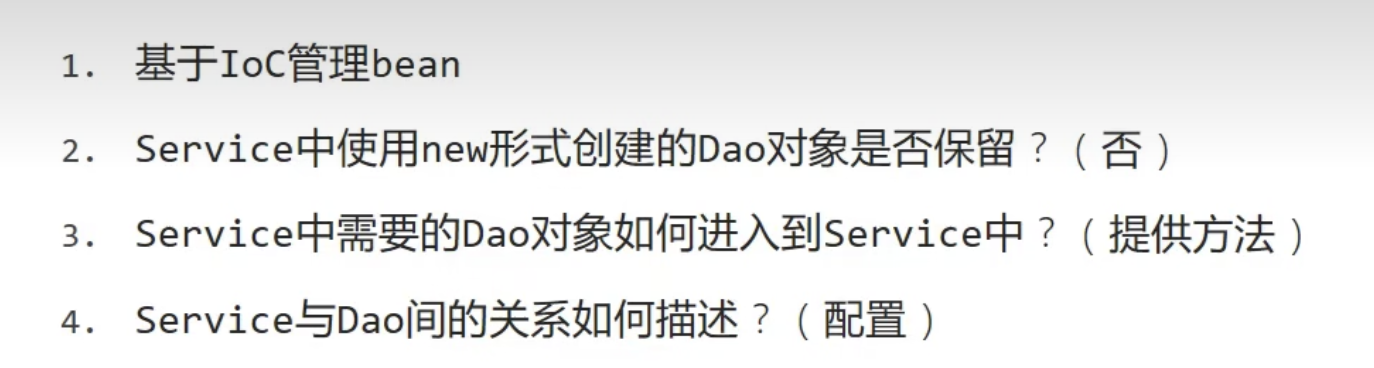 1. 基于IoC管理bean
2. Service中使用new形式创建的Dao对象是否保留？（否）
3. Service中需要的Dao对象如何进入到Service中？（提供方法）
4. Service与Dao间的关系如何描述？（配置）